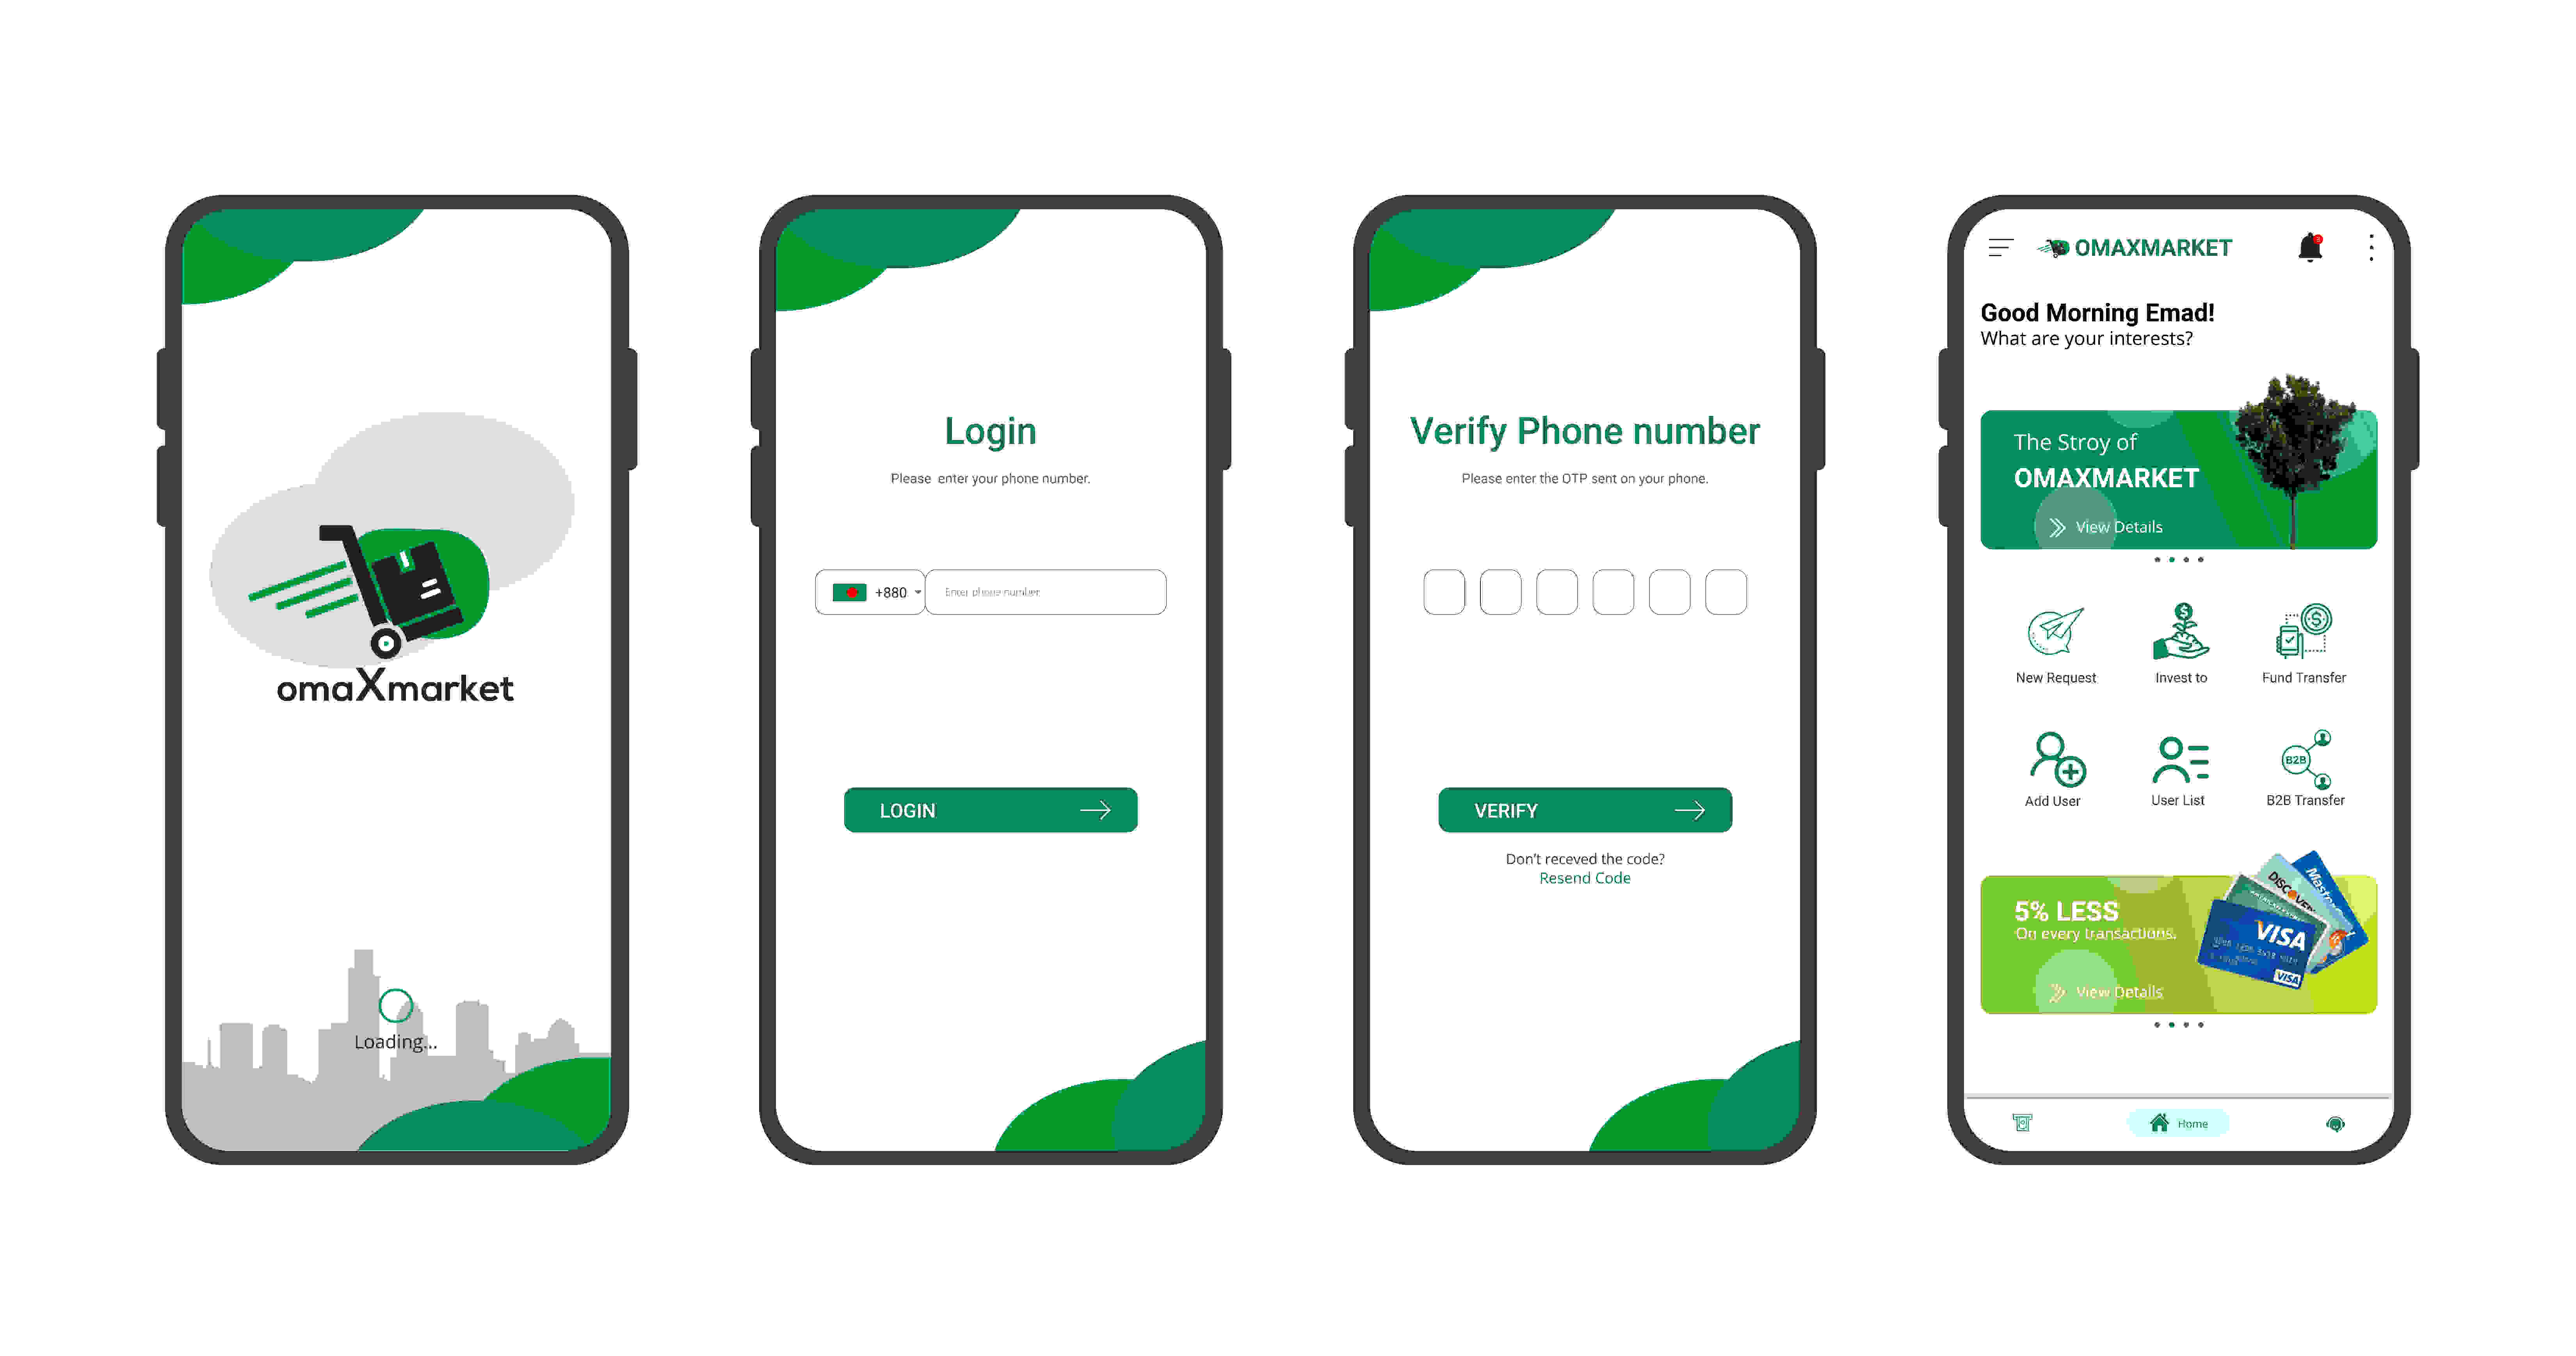 omaXmarket
Loading...
Login
Please enter your phone number.
+880
Enter phone number
LOGIN
Verify Phone number
Please enter the OTP sent on your phone.
VERIFY
Don't receved the code?
Resend Code
OMAXMARKET
Good Morning Emad!
What are your interests?
The Stroy of
OMAXMARKET
View Details
New Request
Invest to
Fund Transfer
Add User
User List
B2B
B2B Transfer
5% LESS
On every transactions.
View Details
DISCOVER
VISA
VISA
Home